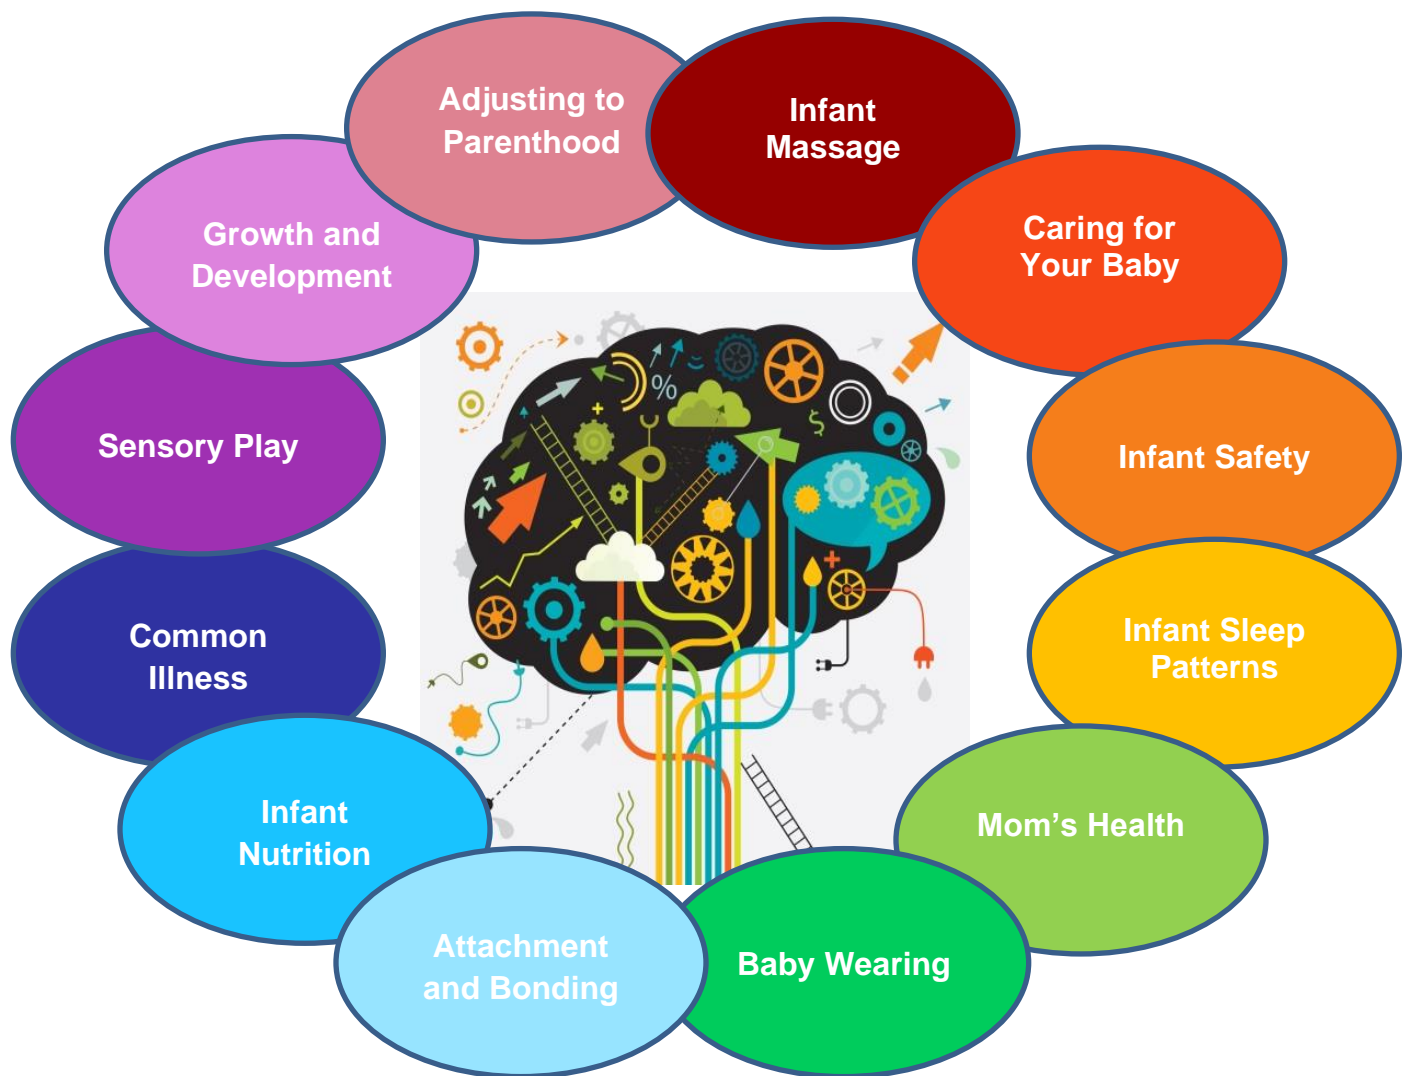 Adjusting to
Parenthood
Infant
Massage
Caring for
Your Baby
Growth and
Development
Sensory Play
Infant Safety
%
$
Common
Illness
Infant Sleep
Patterns
Infant
Nutrition
Mom’s Health
Attachment
and Bonding
Baby Wearing